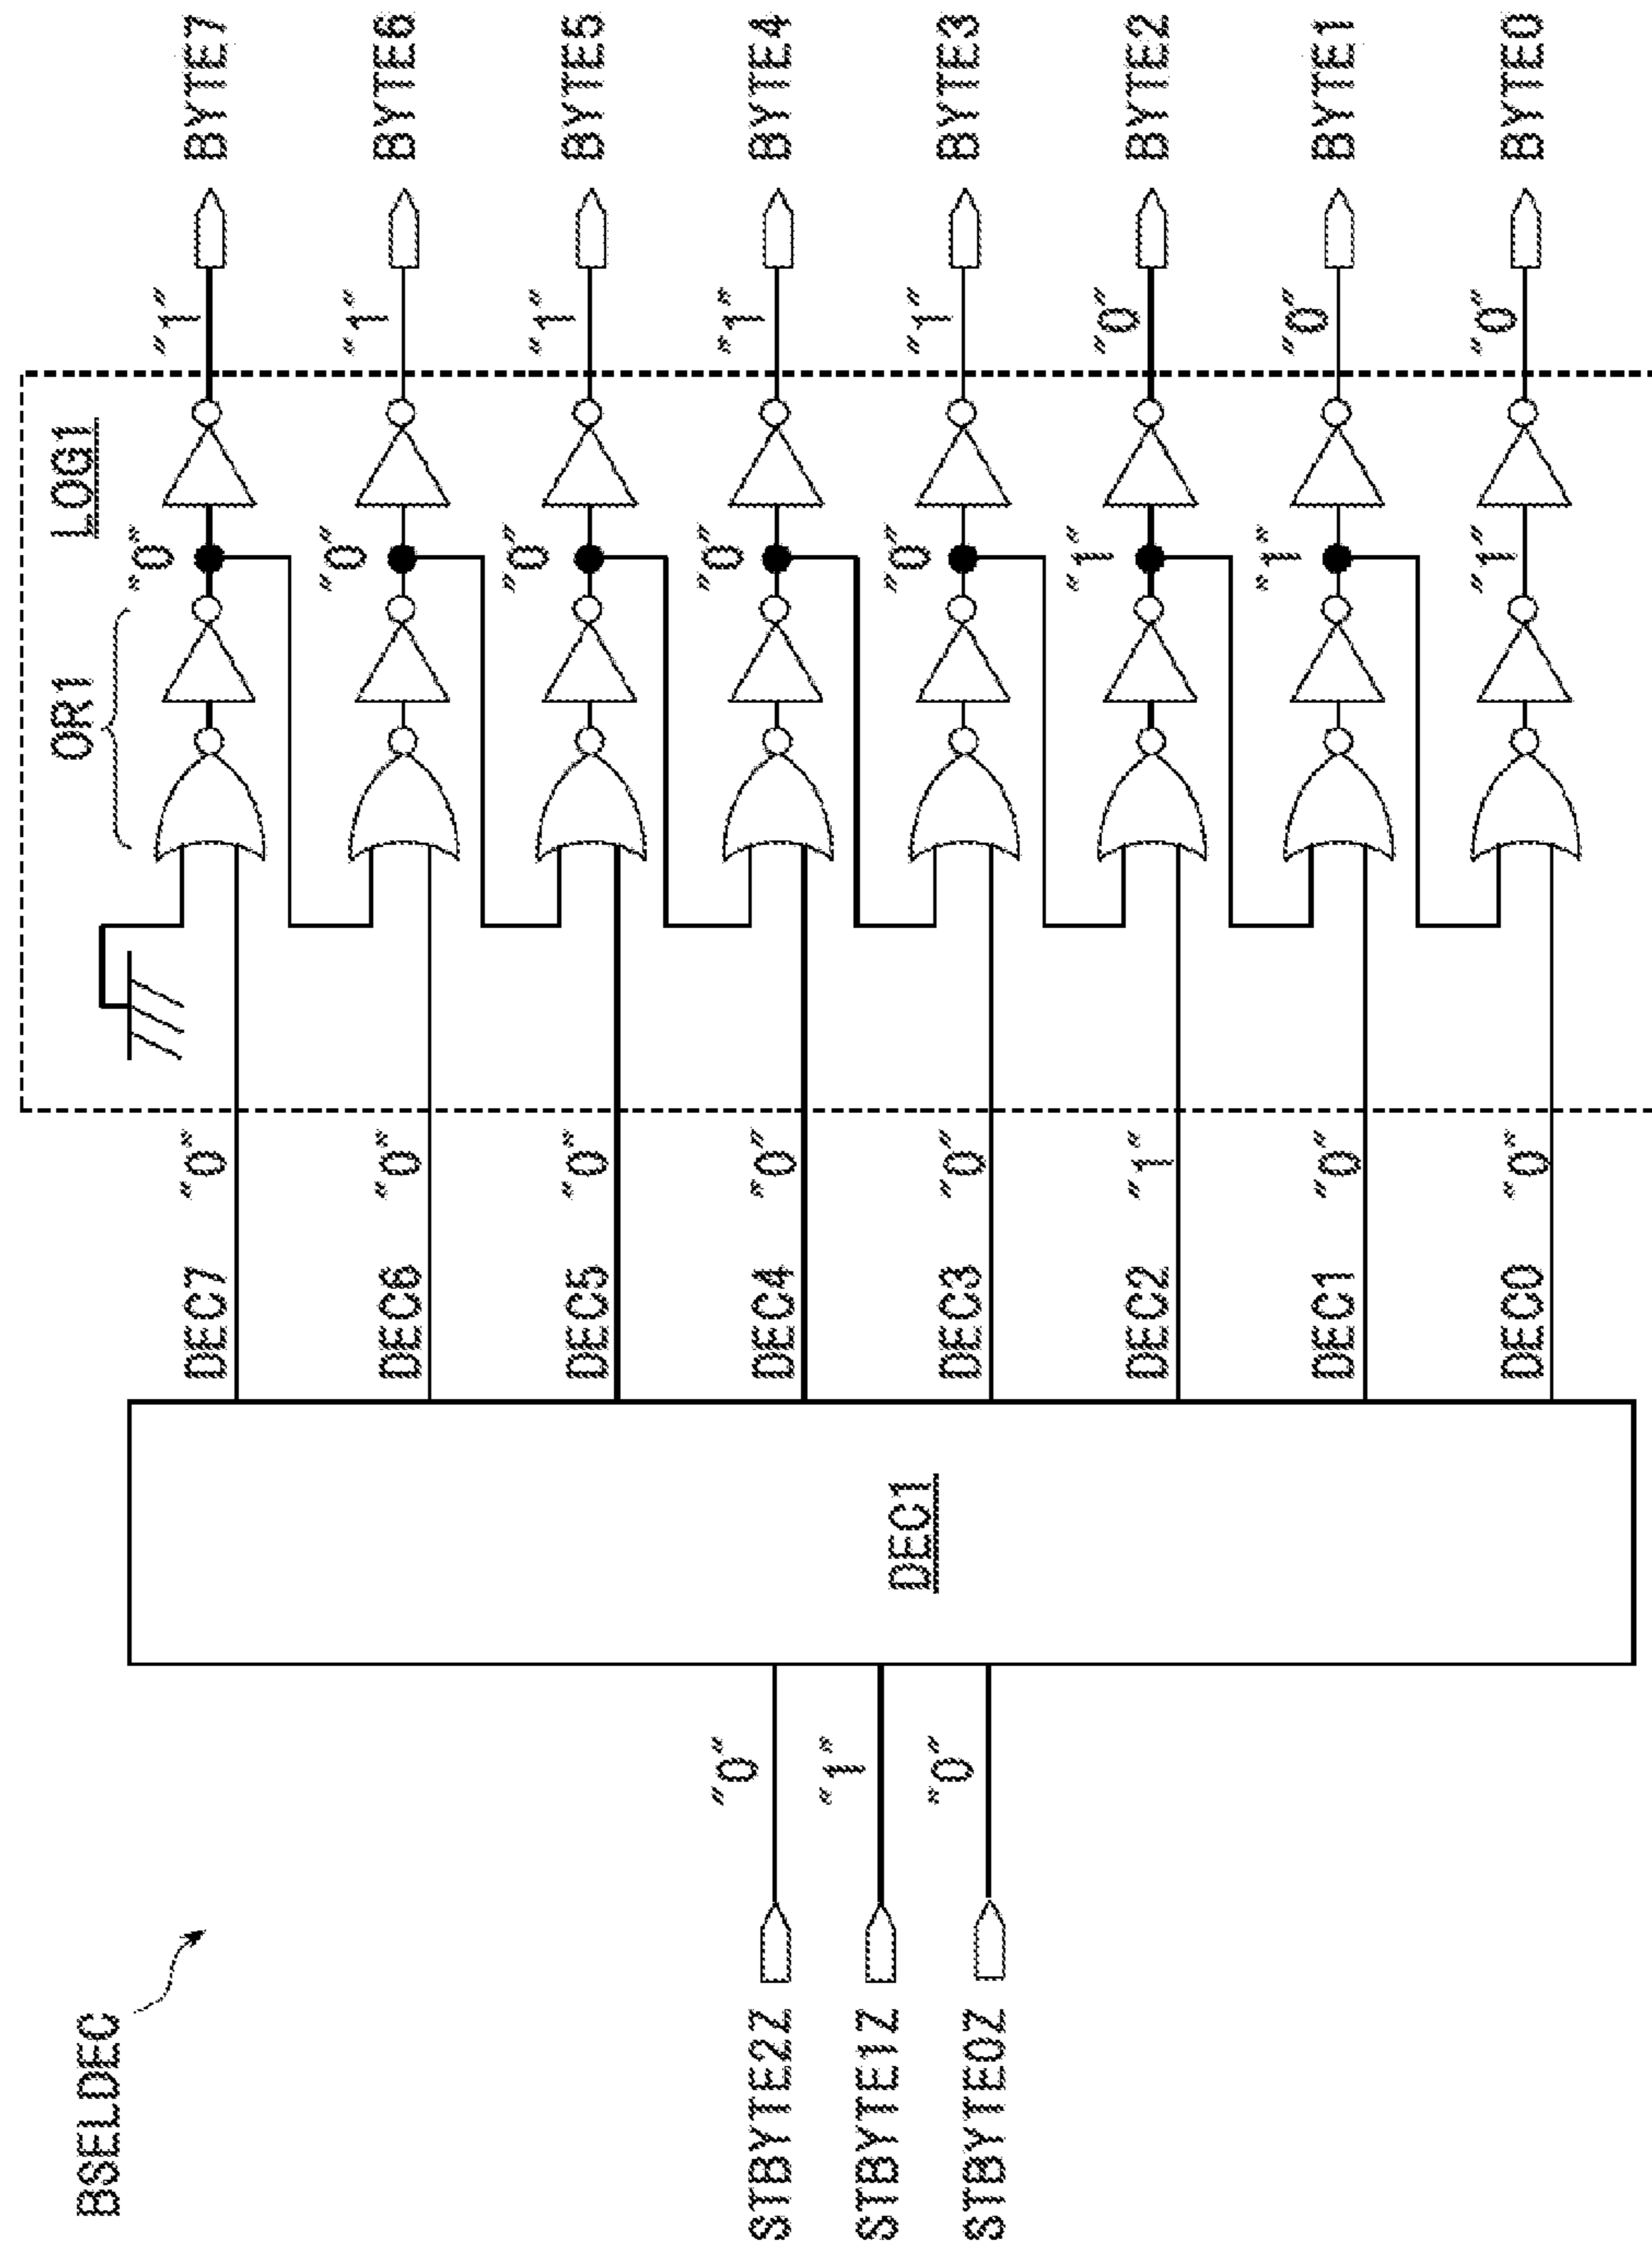 BSELDEC
STBYTE2Z "0"
STBYTE1Z "1"
STBYTE0Z "0"
DEC1
DEC7 "0"
DEC6 "0"
DEC5 "0"
DEC4 "0"
DEC3 "0"
DEC2 "1"
DEC1 "0"
DEC0 "0"
OR1
LOG1
"0" "1" BYTE7
"0" "1" BYTE6
"0" "1" BYTE5
"0" "1" BYTE4
"0" "1" BYTE3
"1" "0" BYTE2
"1" "0" BYTE1
"1" "0" BYTE0